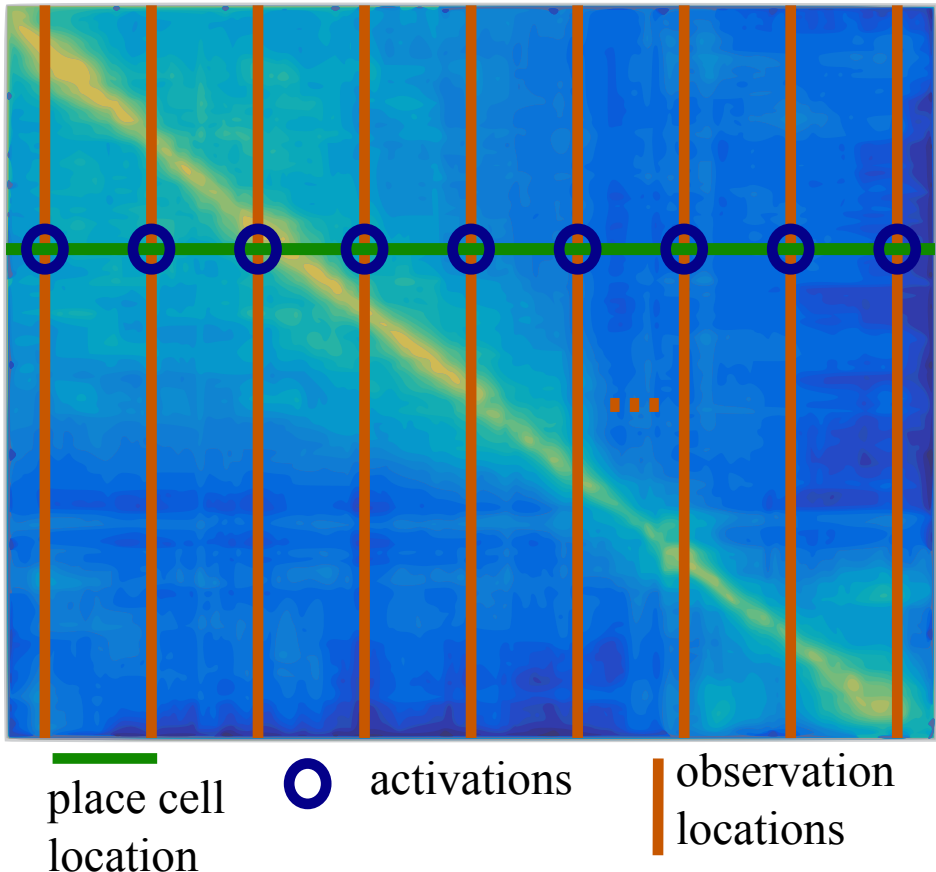 place cell
location
activations
observation
locations